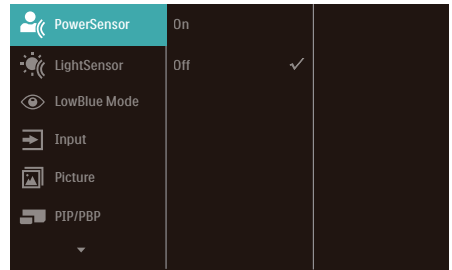 PowerSensor
On
LightSensor
Off
LowBlue Mode
Input
Picture
PIP/PBP